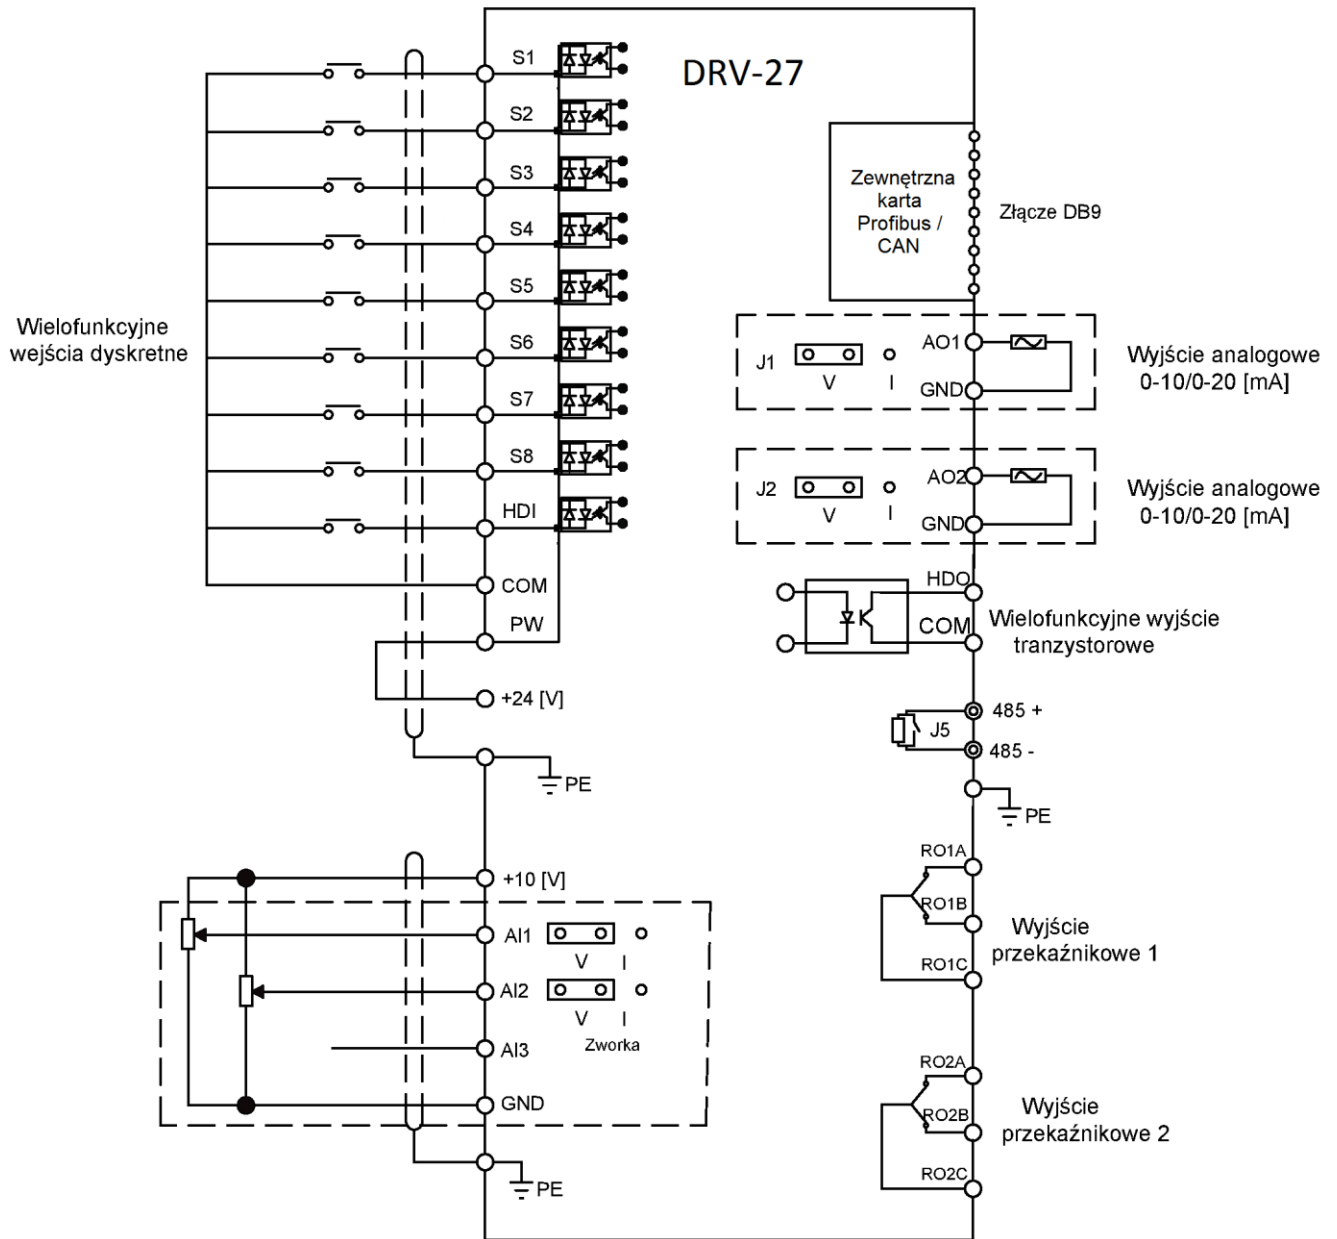 DRV-27
S1
S2
S3
S4
S5
S6
S7
S8
HDI
COM
PW
+24 [V]
PE
Wielofunkcyjne
wejścia dyskretne
+10 [V]
AI1
V I
AI2
V I
Zworka
AI3
GND
PE
Zewnętrzna
karta
Profibus /
CAN
Złącze DB9
J1
V I
AO1
GND
Wyjście analogowe
0-10/0-20 [mA]
J2
V I
AO2
GND
Wyjście analogowe
0-10/0-20 [mA]
HDO
COM
Wielofunkcyjne wyjście
tranzystorowe
485 +
J5
485 -
PE
RO1A
RO1B
RO1C
Wyjście
przekaźnikowe 1
RO2A
RO2B
RO2C
Wyjście
przekaźnikowe 2